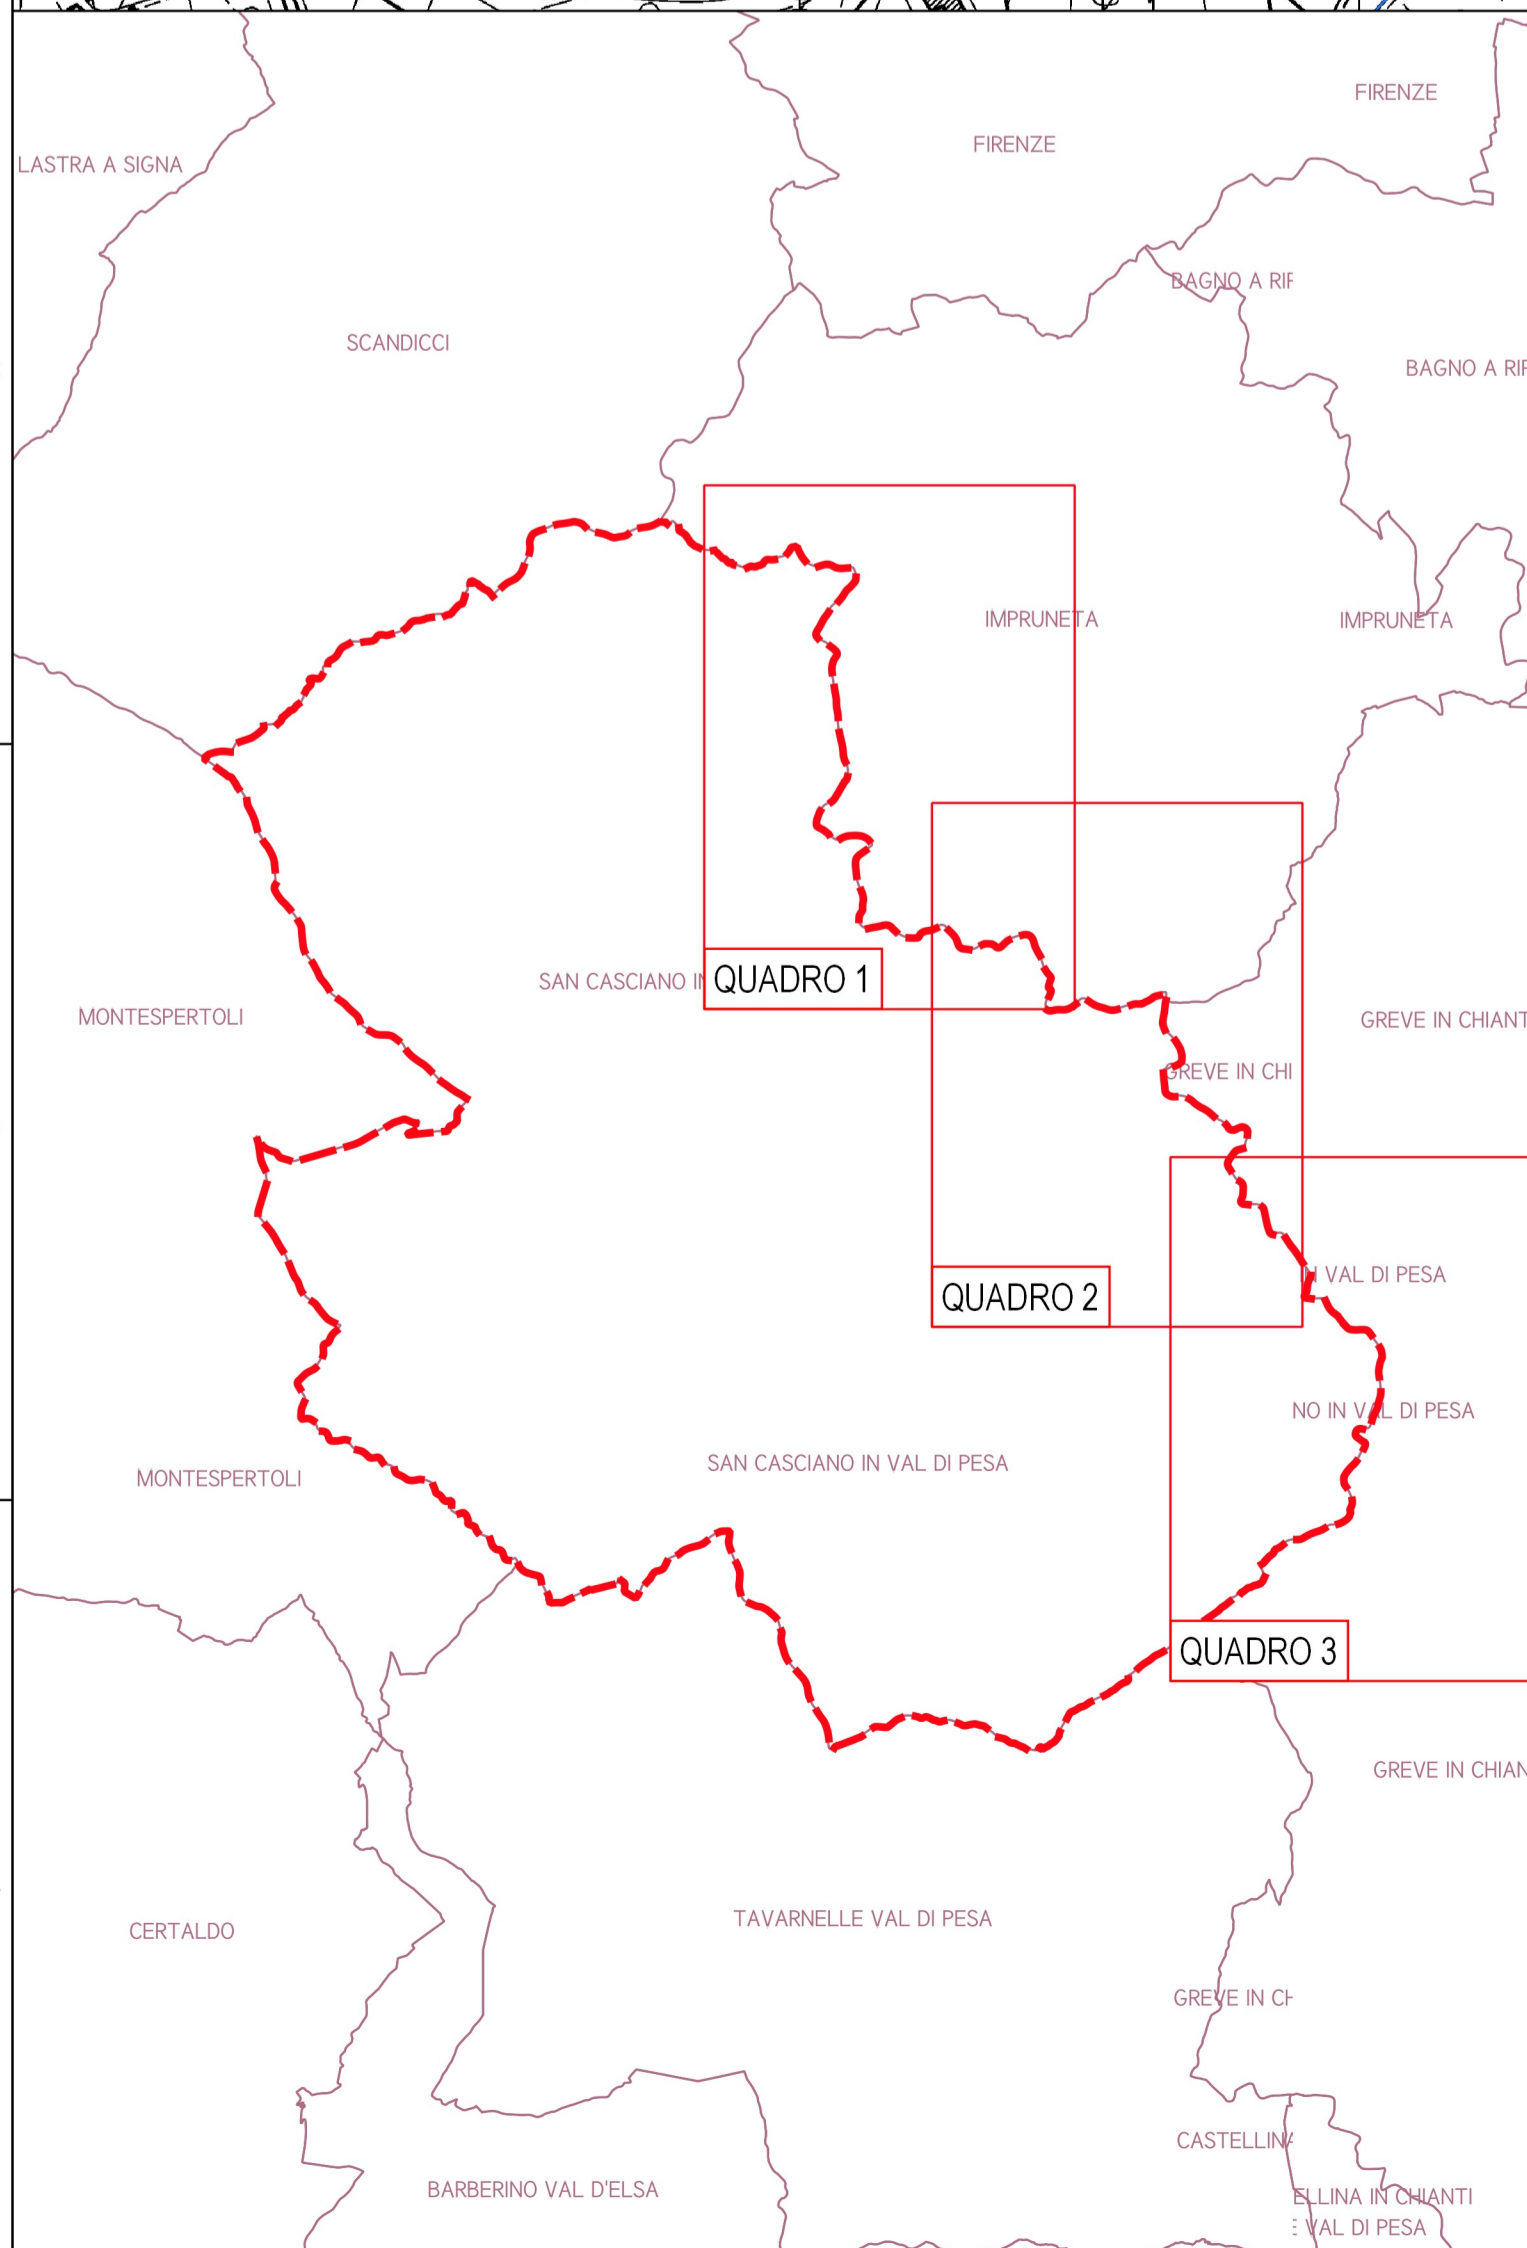 FIRENZE
FIRENZE
LASTRA A SIGNA
BAGNO A RIF
SCANDICCI
BAGNO A RIF
IMPRUNETA
IMPRUNETA
SAN CASCIANO IN
QUADRO 1
MONTESPERTOLI
GREVE IN CHIANT
GREVE IN CHI
IN VAL DI PESA
QUADRO 2
NO IN VAL DI PESA
SAN CASCIANO IN VAL DI PESA
MONTESPERTOLI
QUADRO 3
GREVE IN CHIAN
TAVARNELLE VAL DI PESA
CERTALDO
GREVE IN CH
CASTELLINA
BARBERINO VAL D'ELSA
ELLINA IN CHIANTI
E VAL DI PESA